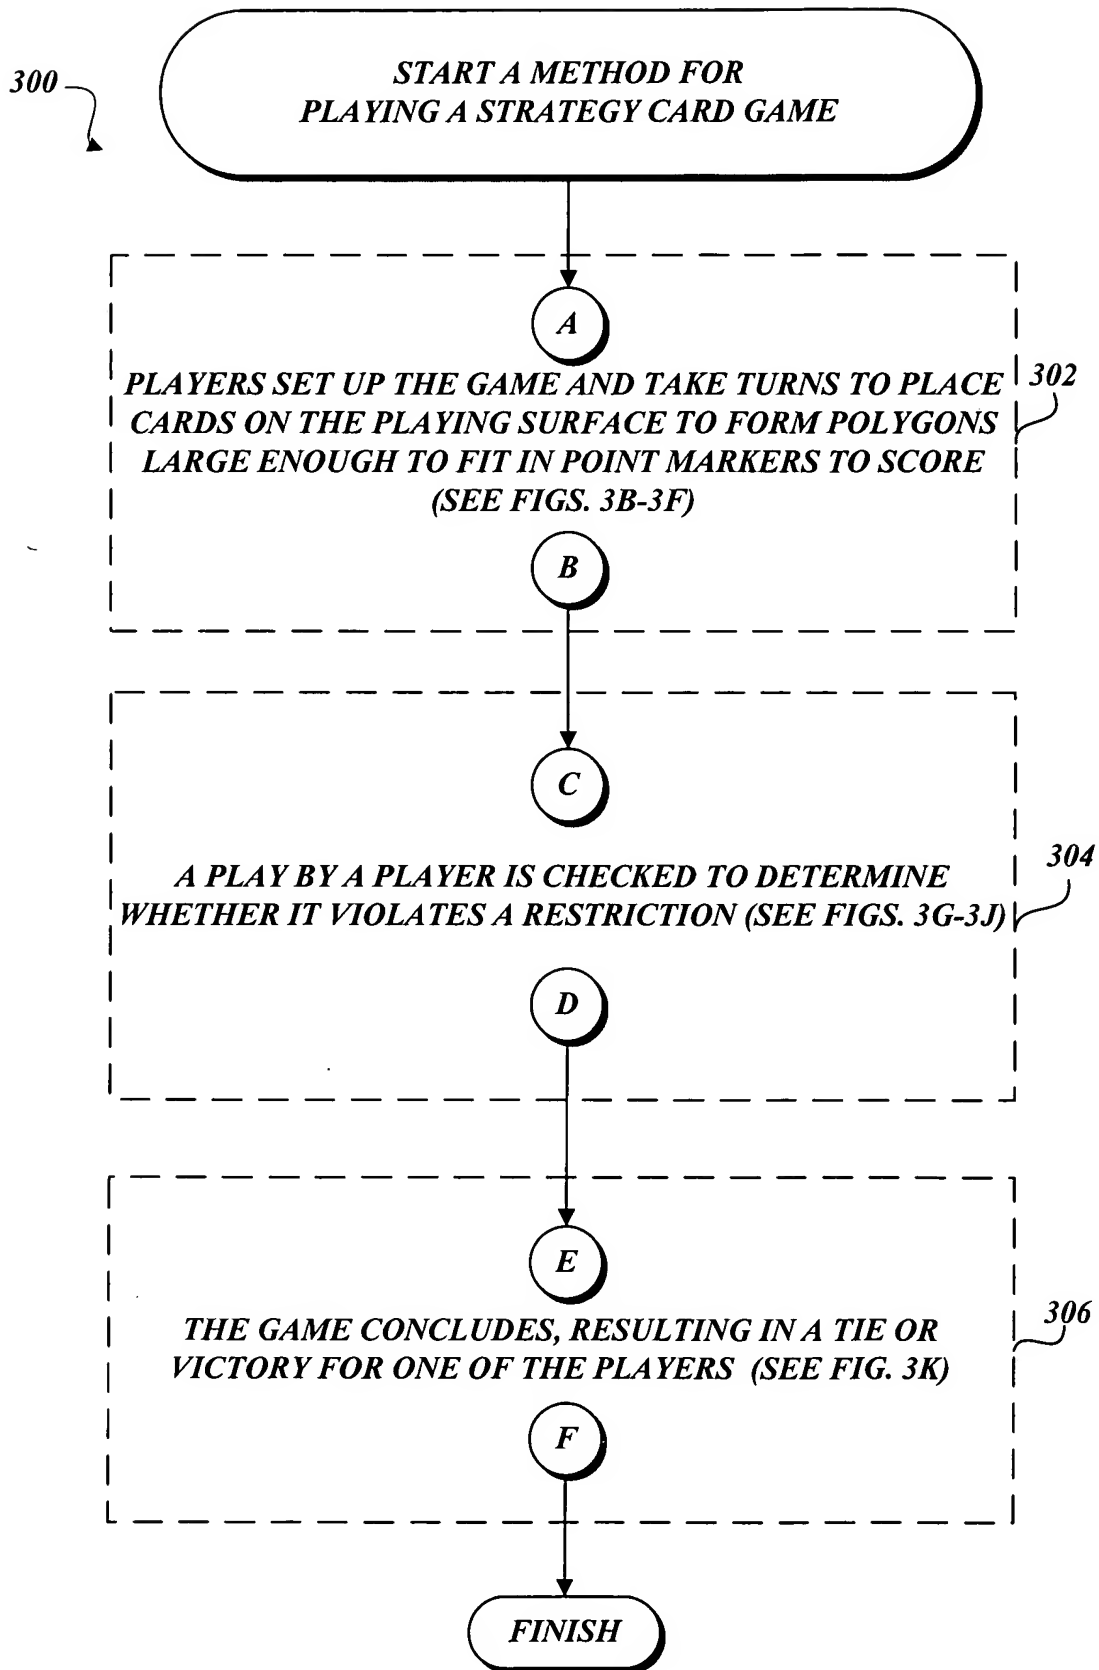 300
START A METHOD FOR
PLAYING A STRATEGY CARD GAME
A
PLAYERS SET UP THE GAME AND TAKE TURNS TO PLACE
CARDS ON THE PLAYING SURFACE TO FORM POLYGONS
LARGE ENOUGH TO FIT IN POINT MARKERS TO SCORE
(SEE FIGS. 3B-3F)
302
B
C
A PLAY BY A PLAYER IS CHECKED TO DETERMINE
WHETHER IT VIOLATES A RESTRICTION (SEE FIGS. 3G-3J)
304
D
E
THE GAME CONCLUDES, RESULTING IN A TIE OR
VICTORY FOR ONE OF THE PLAYERS (SEE FIG. 3K)
306
F
FINISH